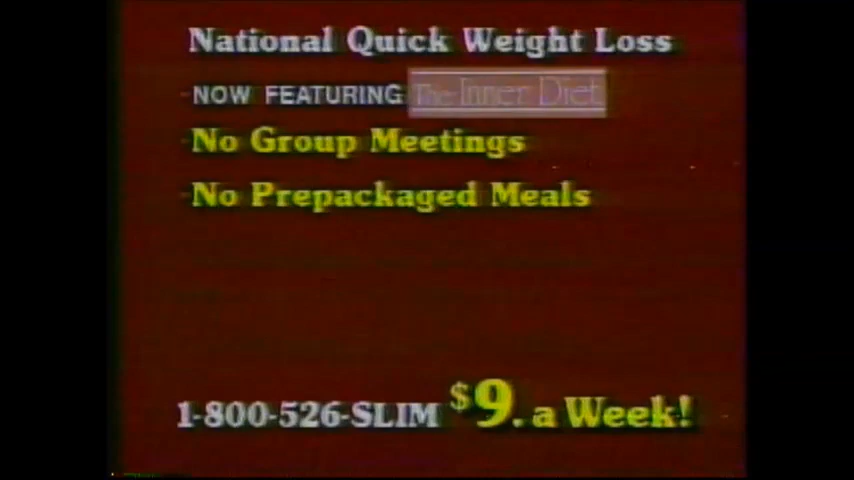 National Quick Weight Loss
-NOW FEATURING The Inner Diet
-No Group Meetings
-No Prepackaged Meals
1-800-526-SLIM $9. a Week!